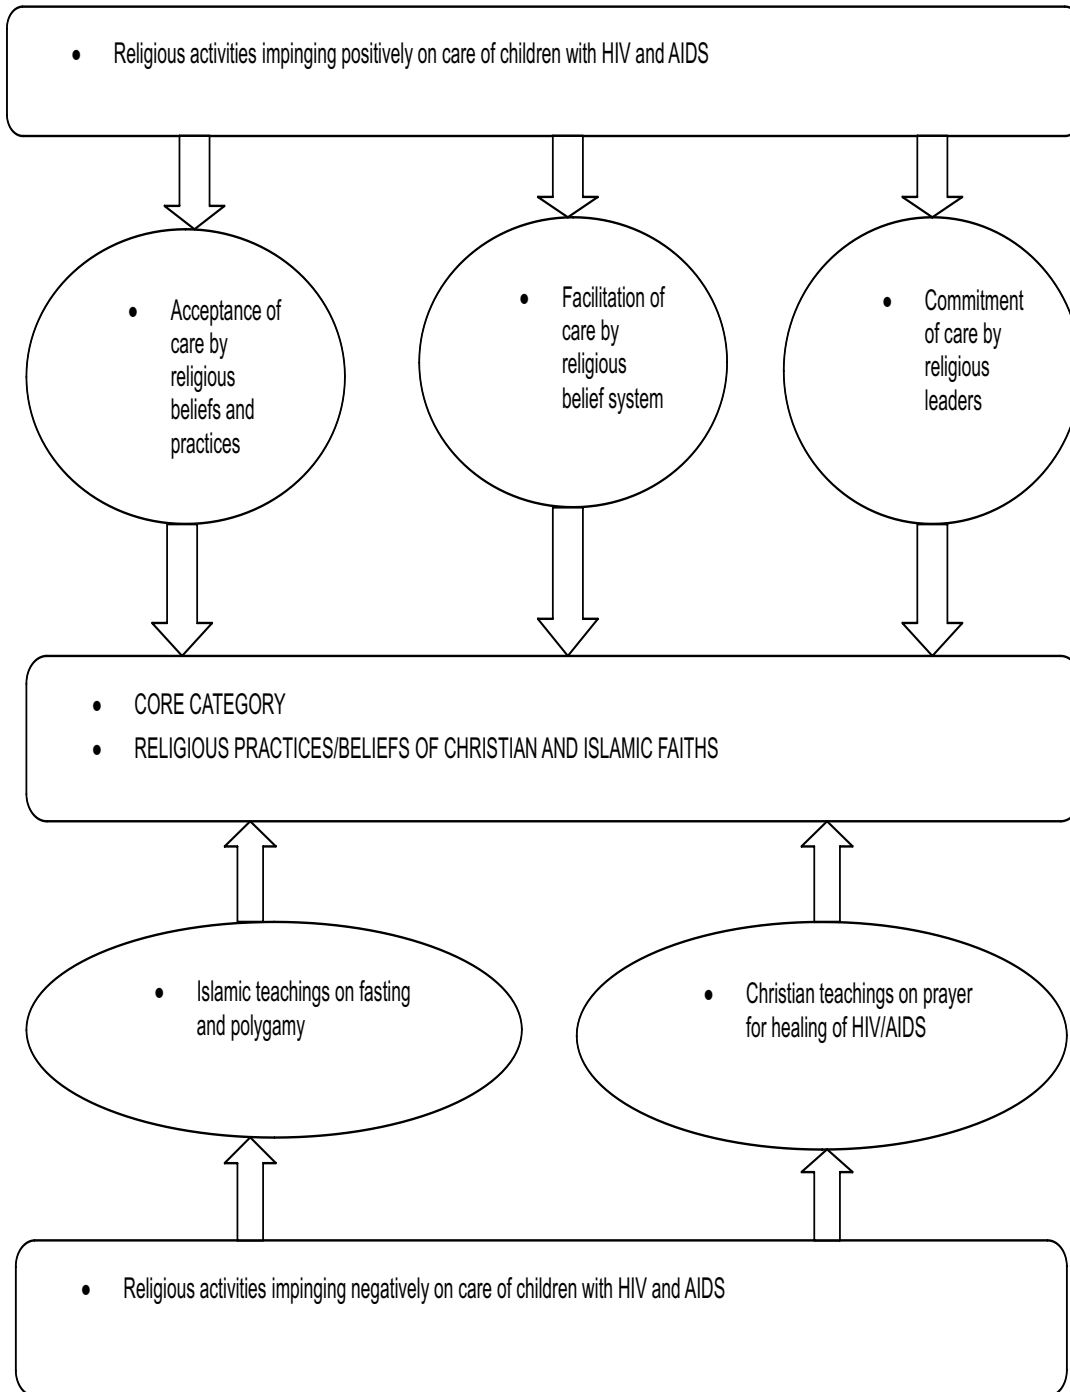 • Religious activities impinging positively on care of children with HIV and AIDS
• Acceptance of
care by
religious
beliefs and
practices
• Facilitation of
care by
religious
belief system
• Commitment
of care by
religious
leaders
• CORE CATEGORY
• RELIGIOUS PRACTICES/BELIEFS OF CHRISTIAN AND ISLAMIC FAITHS
• Islamic teachings on fasting
and polygamy
• Christian teachings on prayer
for healing of HIV/AIDS
• Religious activities impinging negatively on care of children with HIV and AIDS